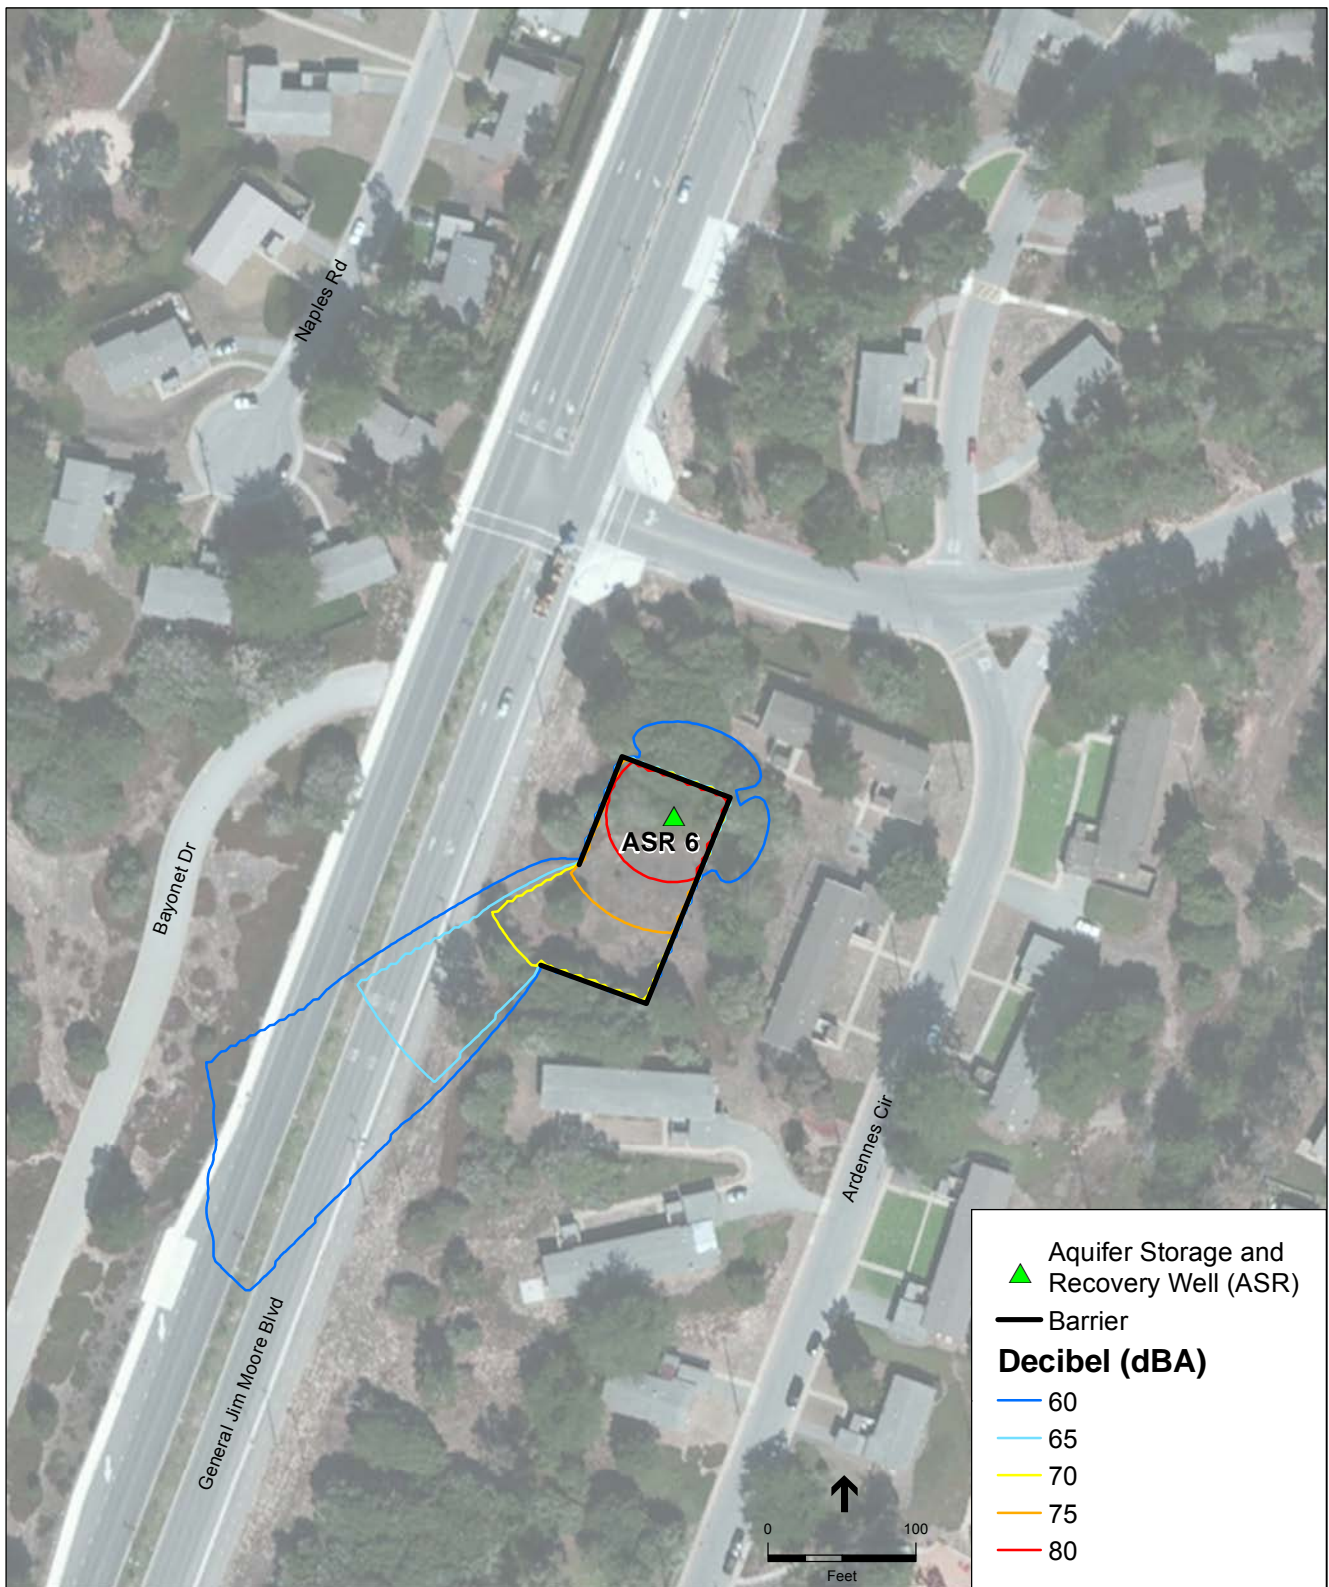 Naples Rd
ASR 6
Bayonet Dr
Ardennes Cir
General Jim Moore Blvd
Aquifer Storage and
Recovery Well (ASR)
Barrier
Decibel (dBA)
60
65
70
75
80
0 100
Feet